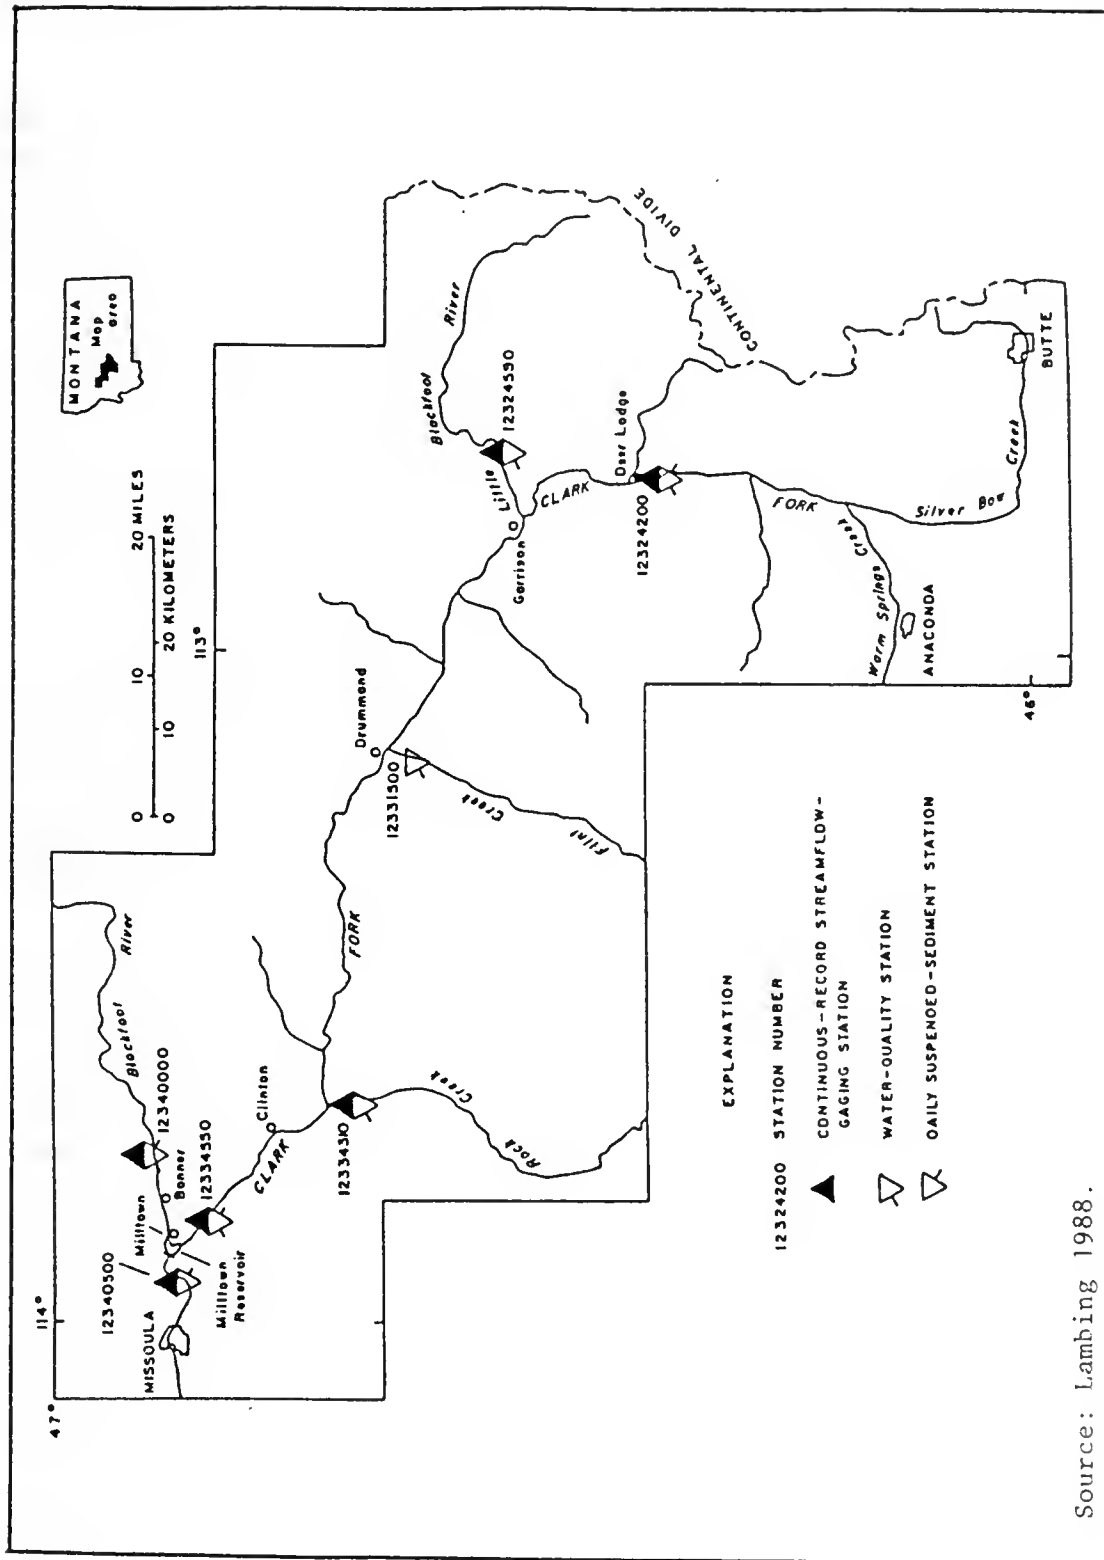 47°
114°
113°
46°
MONTANA
Map
area
0 10 20 MILES
0 10 20 KILOMETERS
MISSOULA
12340500
Milltown
Milltown
Reservoir
Bonner
12340000
12334550
Blackfoot River
Clinton
CLARK FORK
12334510
Rock Creek
Drummond
12331500
Flint Creek
Garrison
Little Blackfoot River
12324590
CLARK FORK
Deer Lodge
12324200
CONTINENTAL DIVIDE
Warm Springs Creek
ANACONDA
Silver Bow Creek
BUTTE
EXPLANATION
12324200 STATION NUMBER
CONTINUOUS-RECORD STREAMFLOW-
GAGING STATION
WATER-QUALITY STATION
DAILY SUSPENDED-SEDIMENT STATION
Source: Lambing 1988.